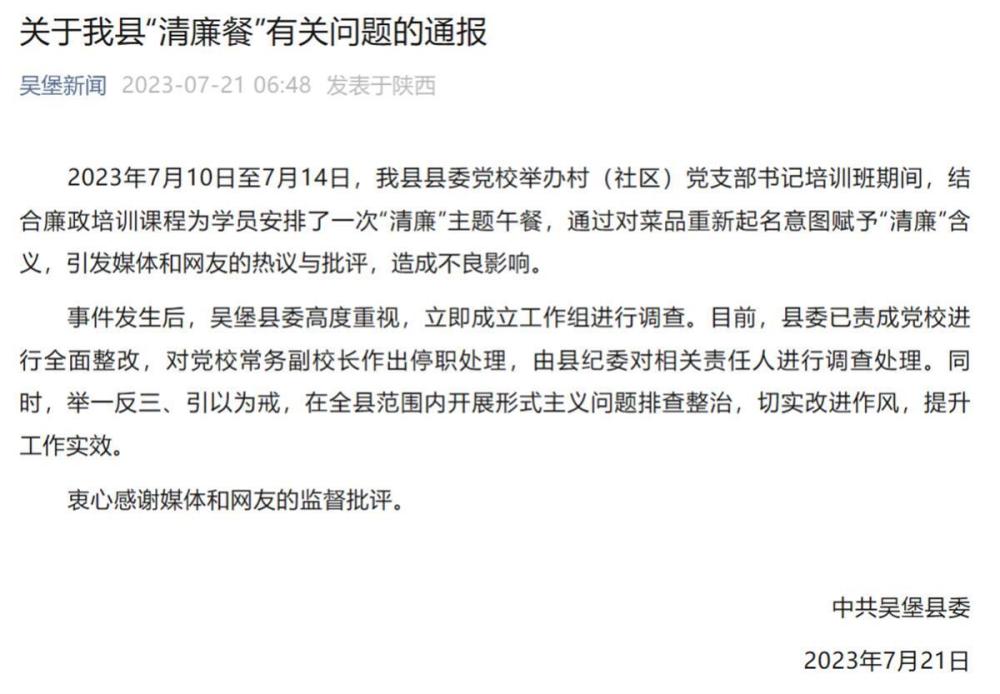 关于我县“清廉餐”有关问题的通报
吴堡新闻 2023-07-21 06:48 发表于陕西
2023年7月10日至7月14日，我县县委党校举办村（社区）党支部书记培训班期间，结
合廉政培训课程为学员安排了一次“清廉”主题午餐，通过对菜品重新起名意图赋予“清廉”含
义，引发媒体和网友的热议与批评，造成不良影响。
事件发生后，吴堡县委高度重视，立即成立工作组进行调查。目前，县委已责成党校进
行全面整改，对党校常务副校长作出停职处理，由县纪委对相关责任人进行调查处理。同
时，举一反三、引以为戒，在全县范围内开展形式主义问题排查整治，切实改进作风，提升
工作实效。
衷心感谢媒体和网友的监督批评。
中共吴堡县委
2023年7月21日